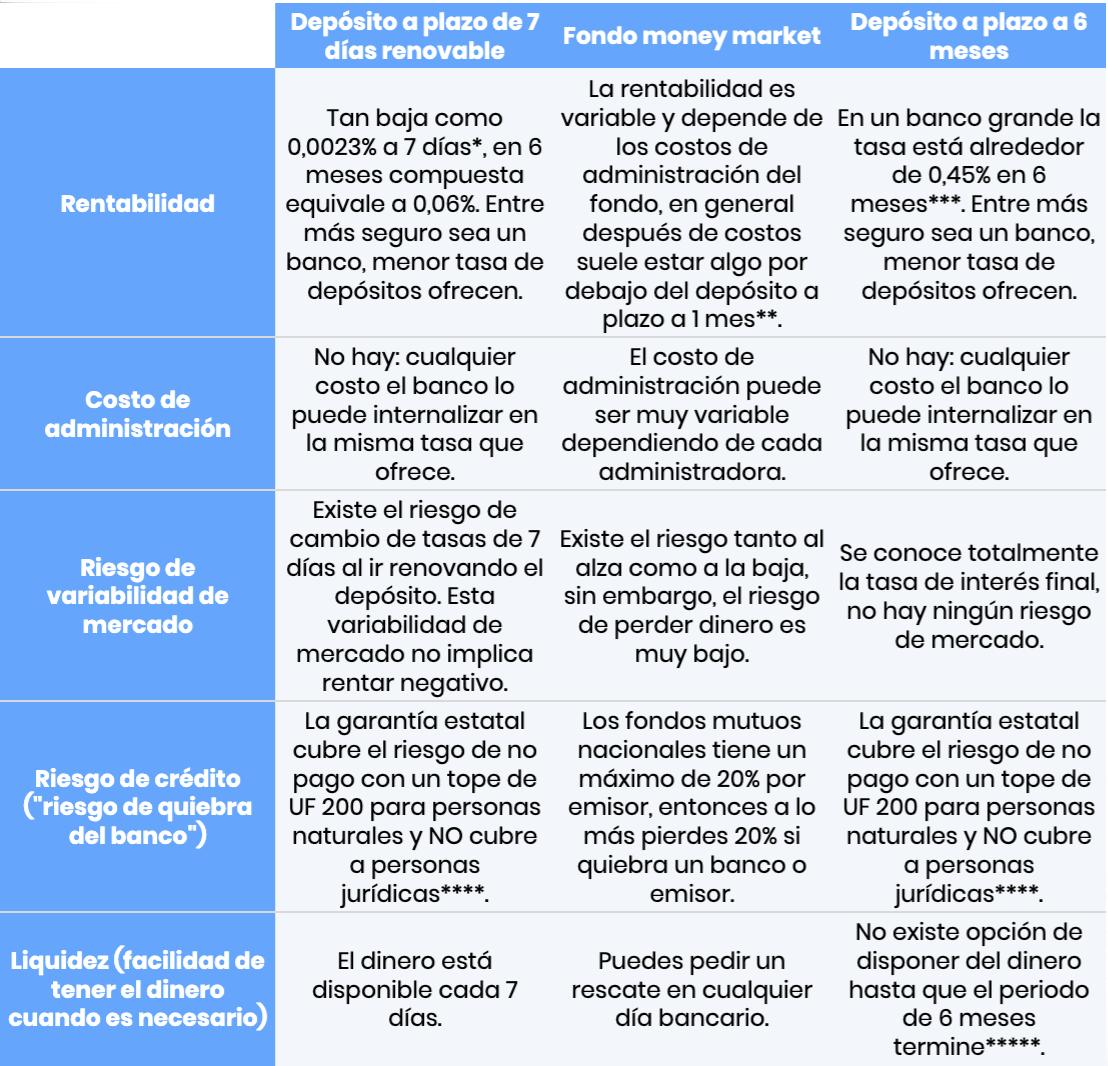 Depósito a plazo de 7
días renovable
Fondo money market
Depósito a plazo a 6
meses
Rentabilidad
Tan baja como
0,0023% a 7 días*, en 6
meses compuesta
equivale a 0,06%. Entre
más seguro sea un
banco, menor tasa de
depósitos ofrecen.
La rentabilidad es
variable y depende de
los costos de
administración del
fondo, en general
después de costos
suele estar algo por
debajo del depósito a
plazo a 1 mes**.
En un banco grande la
tasa está alrededor
de 0,45% en 6
meses***. Entre más
seguro sea un banco,
menor tasa de
depósitos ofrecen.
Costo de
administración
No hay: cualquier
costo el banco lo
puede internalizar en
la misma tasa que
ofrece.
El costo de
administración puede
ser muy variable
dependiendo de cada
administradora.
No hay: cualquier
costo el banco lo
puede internalizar en
la misma tasa que
ofrece.
Riesgo de
variabilidad de
mercado
Existe el riesgo de
cambio de tasas de 7
días al ir renovando el
depósito. Esta
variabilidad de
mercado no implica
rentar negativo.
Existe el riesgo tanto al
alza como a la baja,
sin embargo, el riesgo
de perder dinero es
muy bajo.
Se conoce totalmente
la tasa de interés final,
no hay ningún riesgo
de mercado.
Riesgo de crédito
("riesgo de quiebra
del banco")
La garantía estatal
cubre el riesgo de no
pago con un tope de
UF 200 para personas
naturales y NO cubre
a personas
jurídicas****.
Los fondos mutuos
nacionales tiene un
máximo de 20% por
emisor, entonces a lo
más pierdes 20% si
quiebra un banco o
emisor.
La garantía estatal
cubre el riesgo de no
pago con un tope de
UF 200 para personas
naturales y NO cubre
a personas
jurídicas****.
Liquidez (facilidad de
tener el dinero
cuando es necesario)
El dinero está
disponible cada 7
días.
Puedes pedir un
rescate en cualquier
día bancario.
No existe opción de
disponer del dinero
hasta que el periodo
de 6 meses
termine*****.